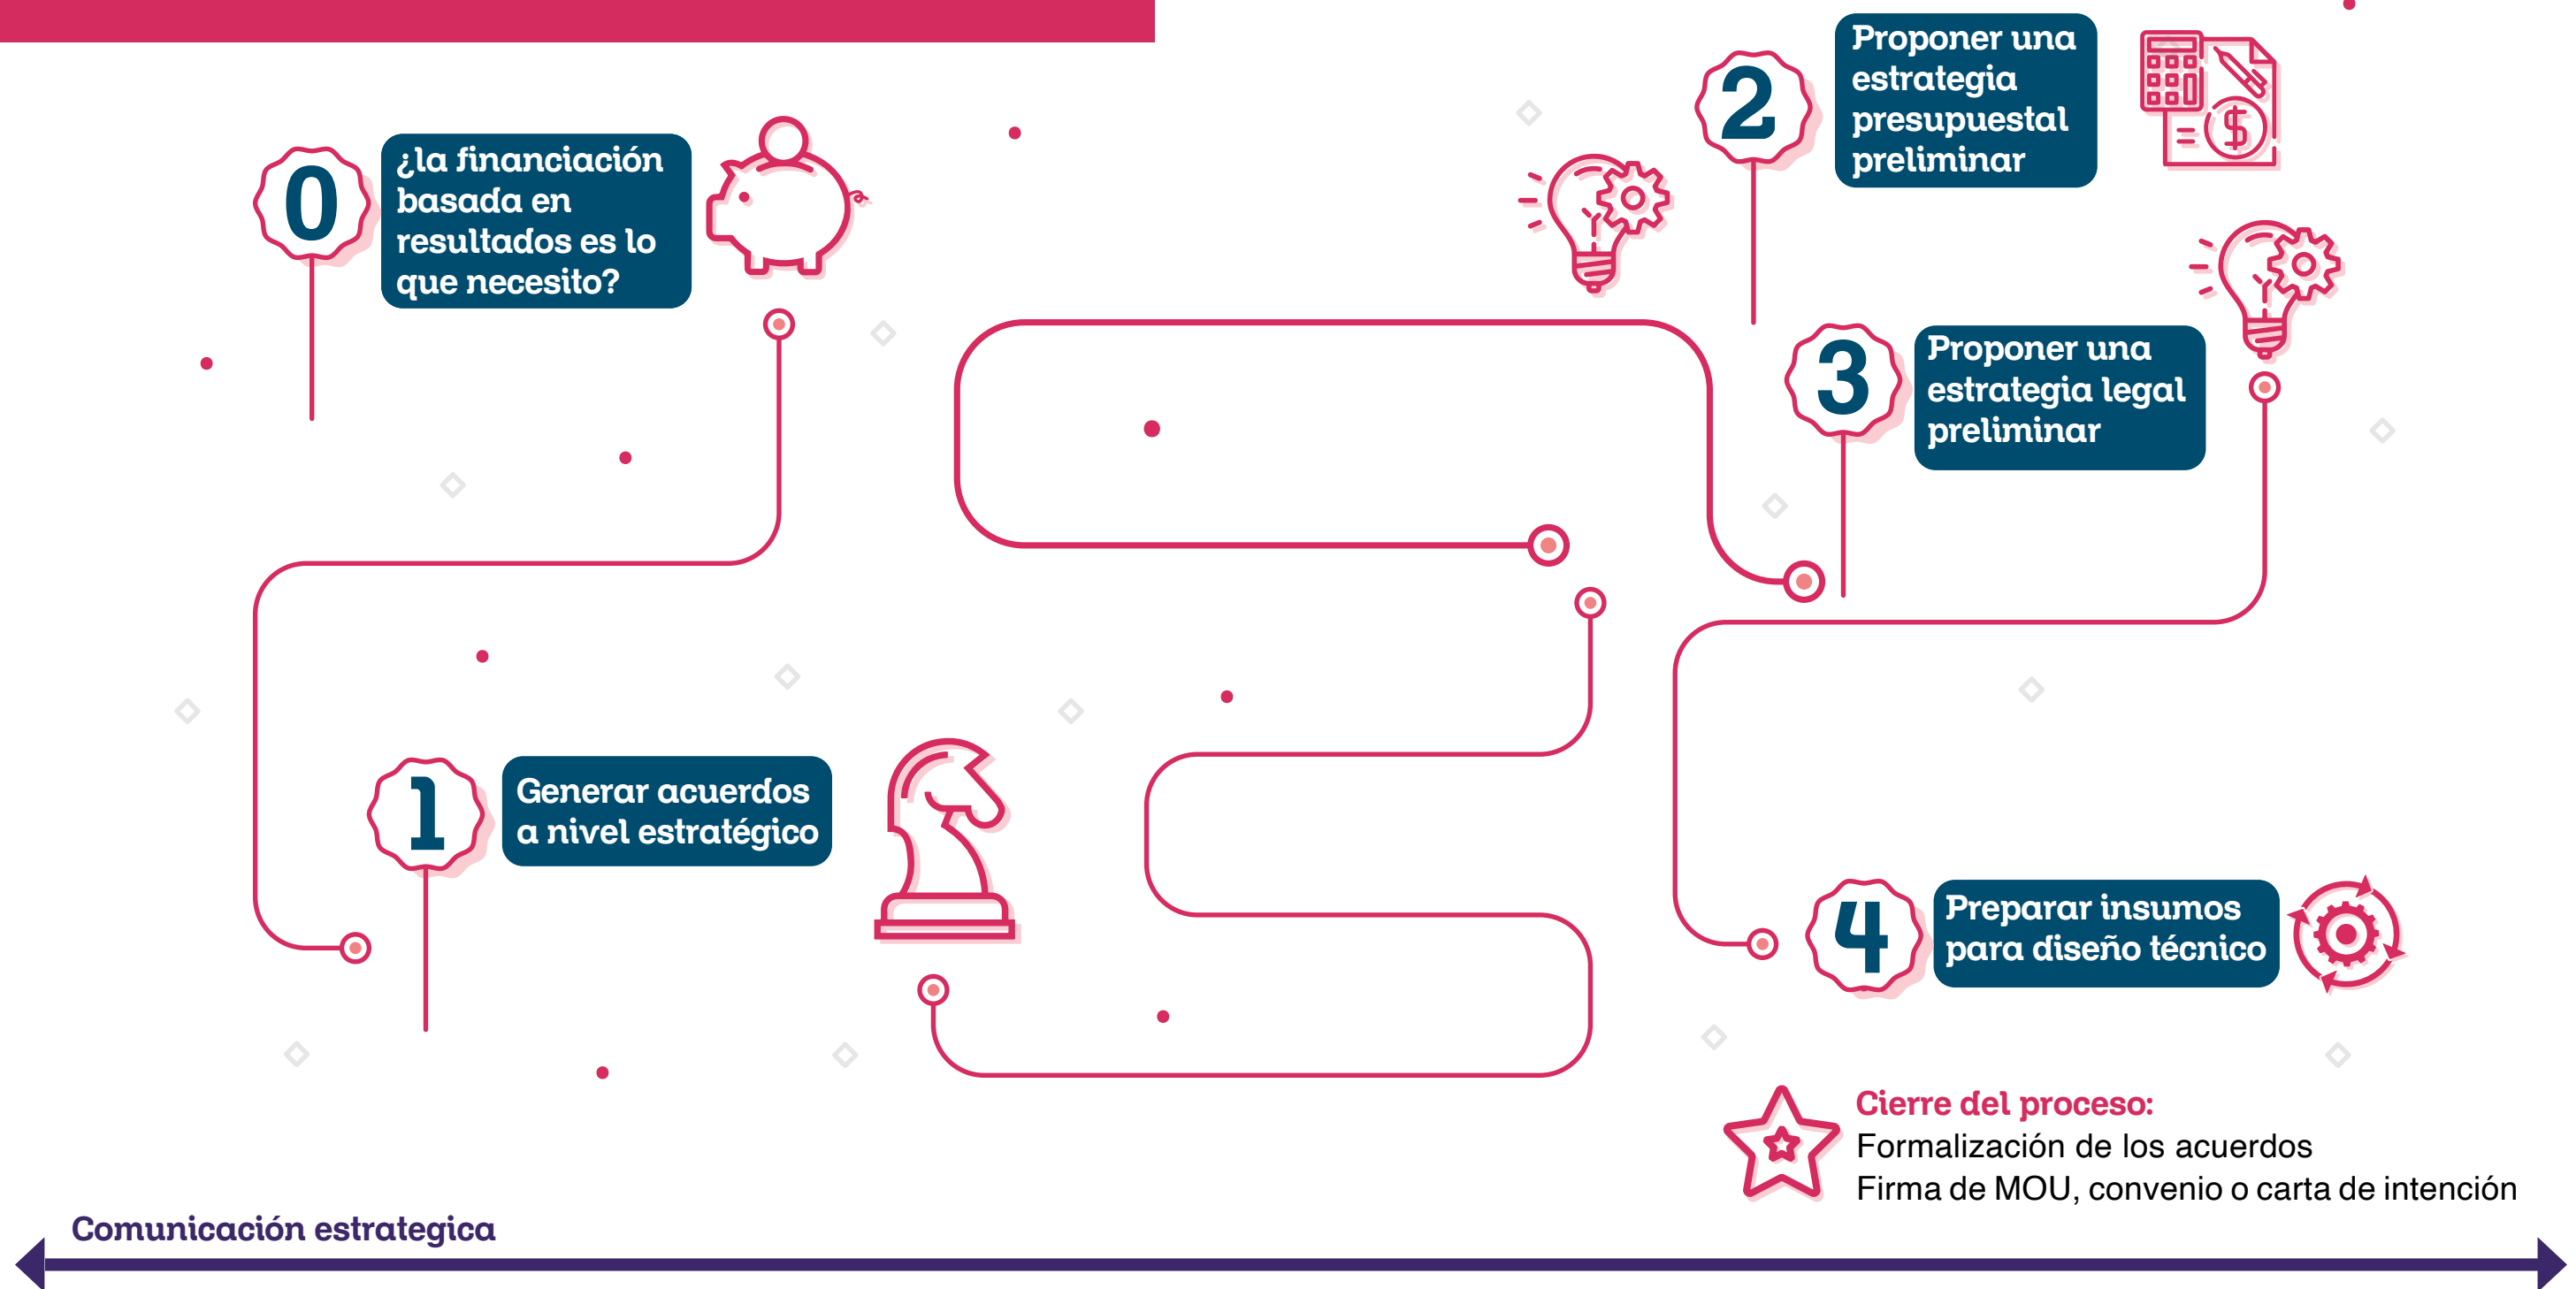 0
¿la financiación
basada en
resultados es lo
que necesito?
1
Generar acuerdos
a nivel estratégico
2
Proponer una
estrategia
presupuestal
preliminar
$
3
Proponer una
estrategia legal
preliminar
4
Preparar insumos
para diseño técnico
Cierre del proceso:
Formalización de los acuerdos
Firma de MOU, convenio o carta de intención
Comunicación estrategica